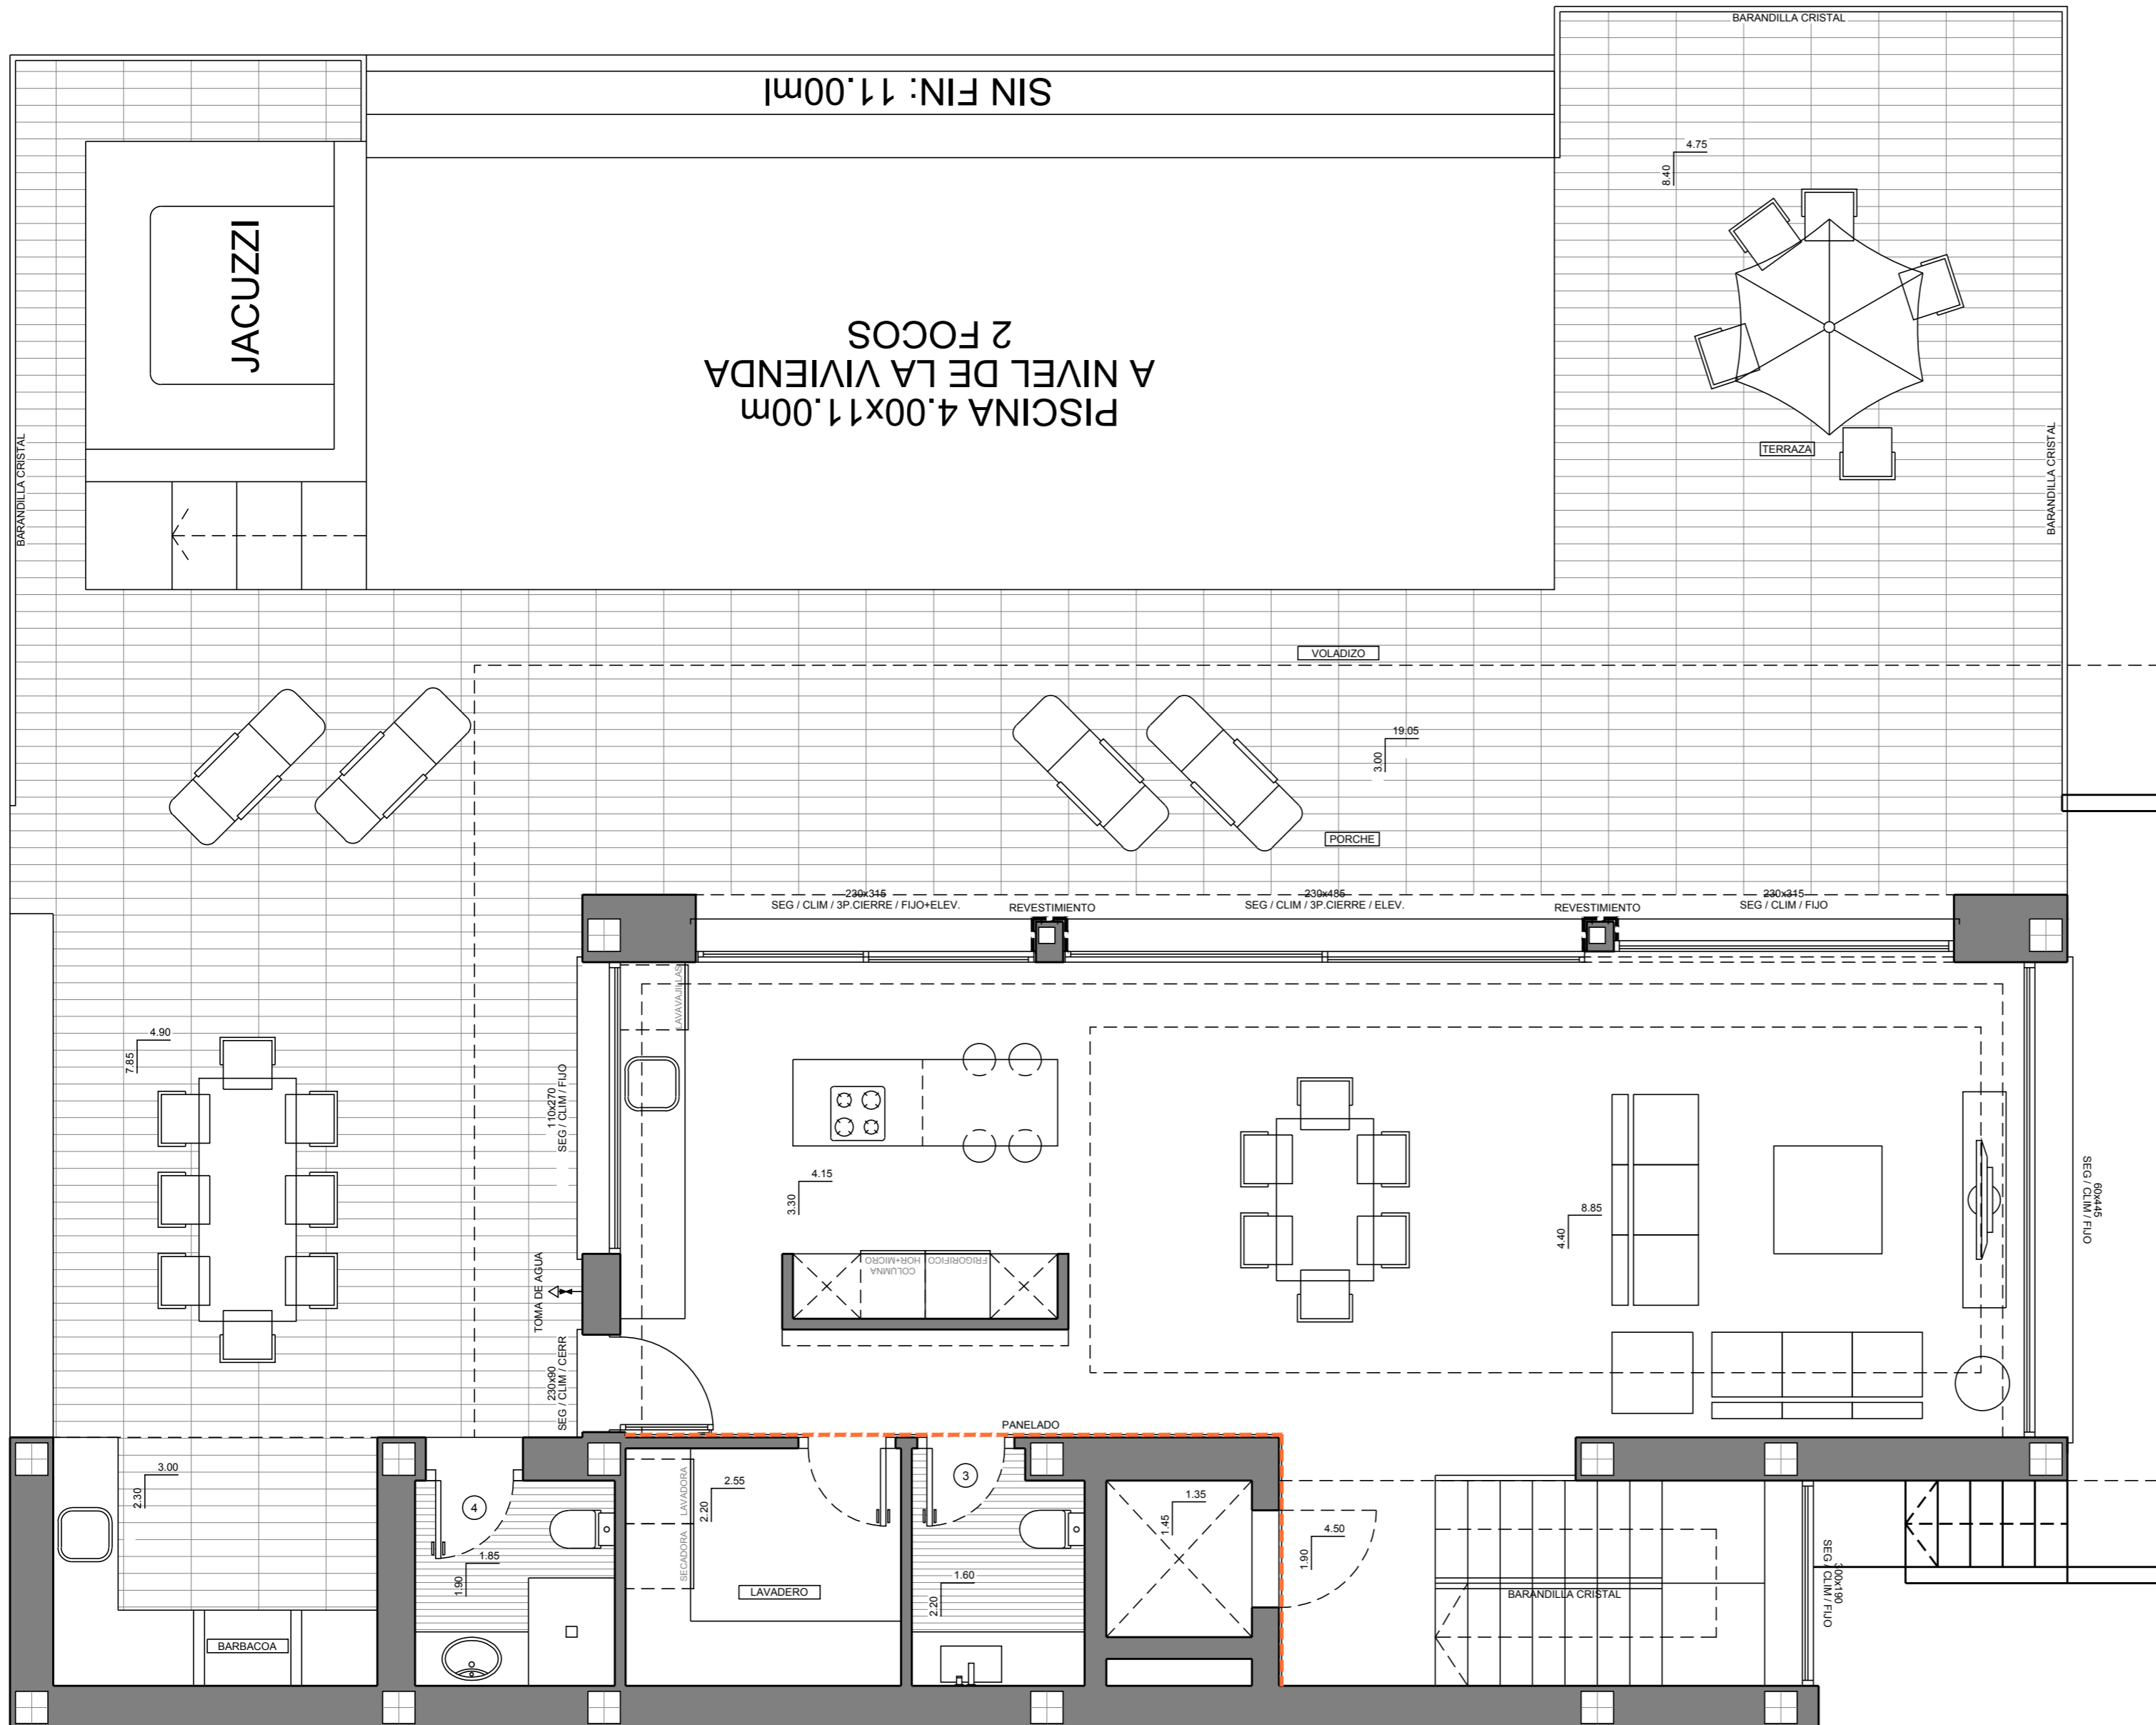 BARANDILLA CRISTAL
SIN FIN: 11.00ml
4.75
8.40
JACUZZI
PISCINA 4.00x11.00m
A NIVEL DE LA VIVIENDA
2 FOCOS
TERRAZA
BARANDILLA CRISTAL
BARANDILLA CRISTAL
VOLADIZO
19.05
3.00
PORCHE
230x315
SEG / CLIM / 3P.CIERRE / FIJO+ELEV.
REVESTIMIENTO
230x485
SEG / CLIM / 3P.CIERRE / ELEV.
REVESTIMIENTO
230x315
SEG / CLIM / FIJO
LAVAVAJILLAS
4.90
7.85
110x270
SEG / CLIM / FIJO
4.15
3.30
8.85
4.40
60x445
SEG / CLIM / FIJO
COLUMNA
HOR+MICRO
FRIGORIFICO
TOMA DE AGUA
230x90
SEG / CLIM / CERR
PANELADO
3.00
2.30
4
1.85
1.90
LAVADORA
SECADORA
2.55
2.20
LAVADERO
3
1.60
2.20
1.35
1.45
4.50
1.90
BARANDILLA CRISTAL
300x190
SEG / CLIM / FIJO
BARBACOA